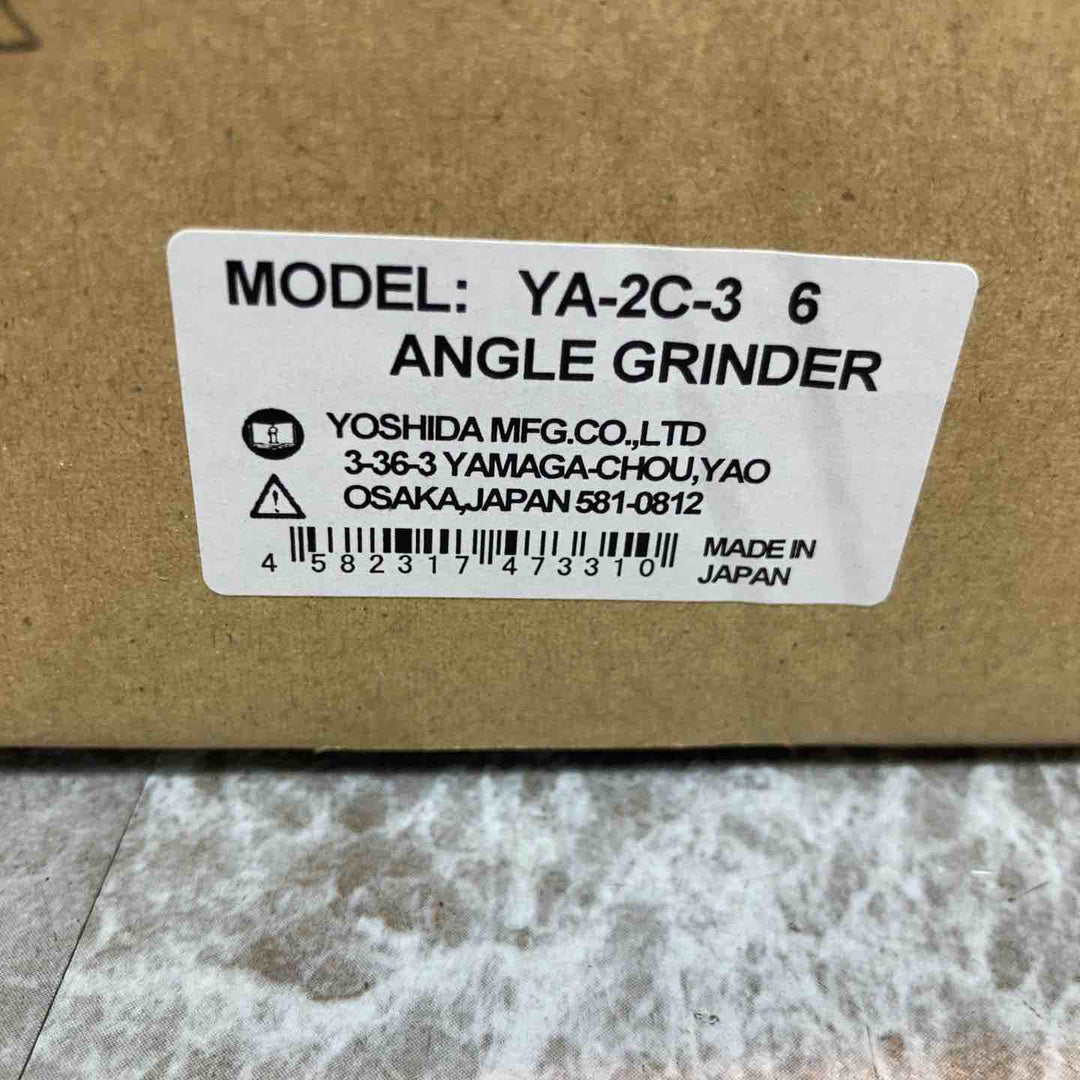 MODEL: YA-2C-3 6
ANGLE GRINDER
YOSHIDA MFG.CO.,LTD
3-36-3 YAMAGA-CHOU,YAO
OSAKA,JAPAN 581-0812
4 582317 473310
MADE IN
JAPAN